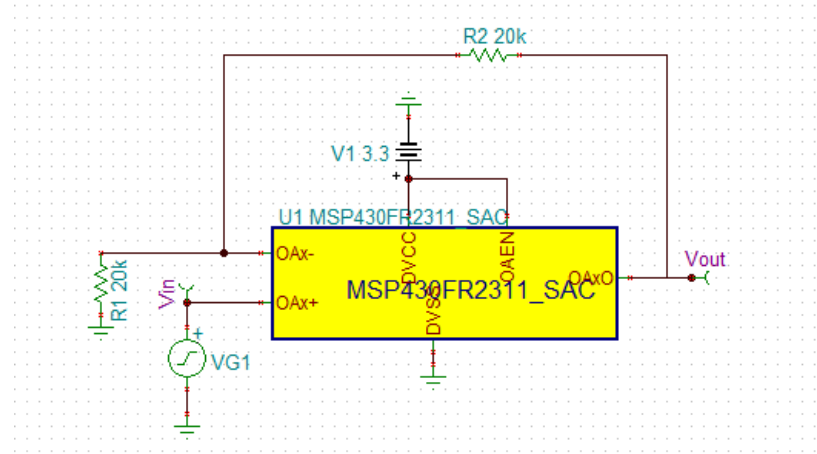 R2 20k
V1 3.3
+
U1 MSP430FR2311_SAC
OAx-
DVCC
OAEN
OAxO
Vout
R1 20k
Vin
OAx+
MSP430FR2311_SAC
DVSS
+
VG1